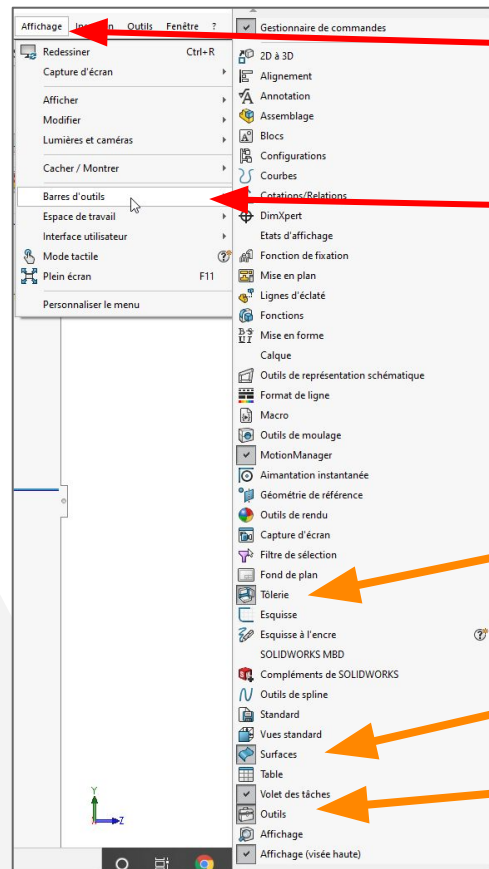 Affichage Outils Fenêtre ?
Redessiner Ctrl+R
Capture d'écran
Afficher
Modifier
Lumières et caméras
Cacher / Montrer
Barres d'outils
Espace de travail
Interface utilisateur
Mode tactile
Plein écran F11
Personnaliser le menu
Gestionnaire de commandes
2D à 3D
Alignement
Annotation
Assemblage
Blocs
Configurations
Courbes
Cotations/Relations
DimXpert
Etats d'affichage
Fonction de fixation
Mise en plan
Lignes d'éclaté
Fonctions
Mise en forme
Calque
Outils de représentation schématique
Format de ligne
Macro
Outils de moulage
MotionManager
Aimantation instantanée
Géométrie de référence
Outils de rendu
Capture d'écran
Filtre de sélection
Fond de plan
Tôlerie
Esquisse
Esquisse à l'encre
SOLIDWORKS MBD
Compléments de SOLIDWORKS
Outils de spline
Standard
Vues standard
Surfaces
Table
Volet des tâches
Outils
Affichage
Affichage (visée haute)
Y
Z